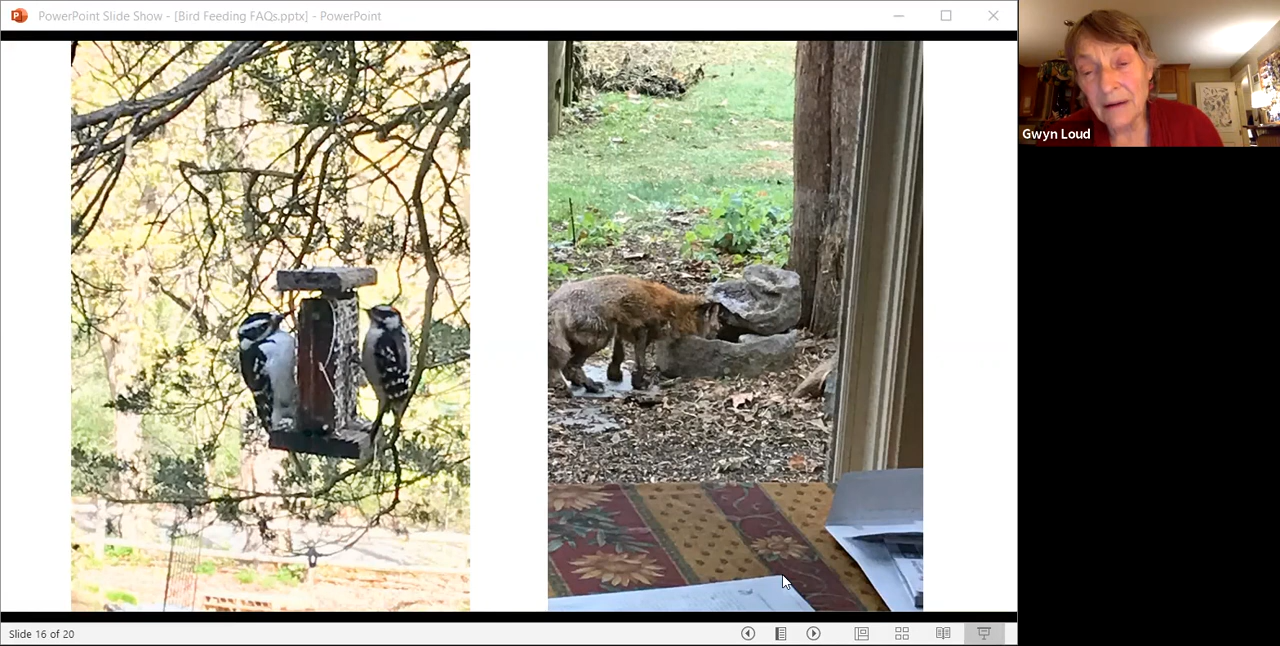 PowerPoint Slide Show - [Bird Feeding FAQs.pptx] - PowerPoint
Gwyn Loud
Slide 16 of 20